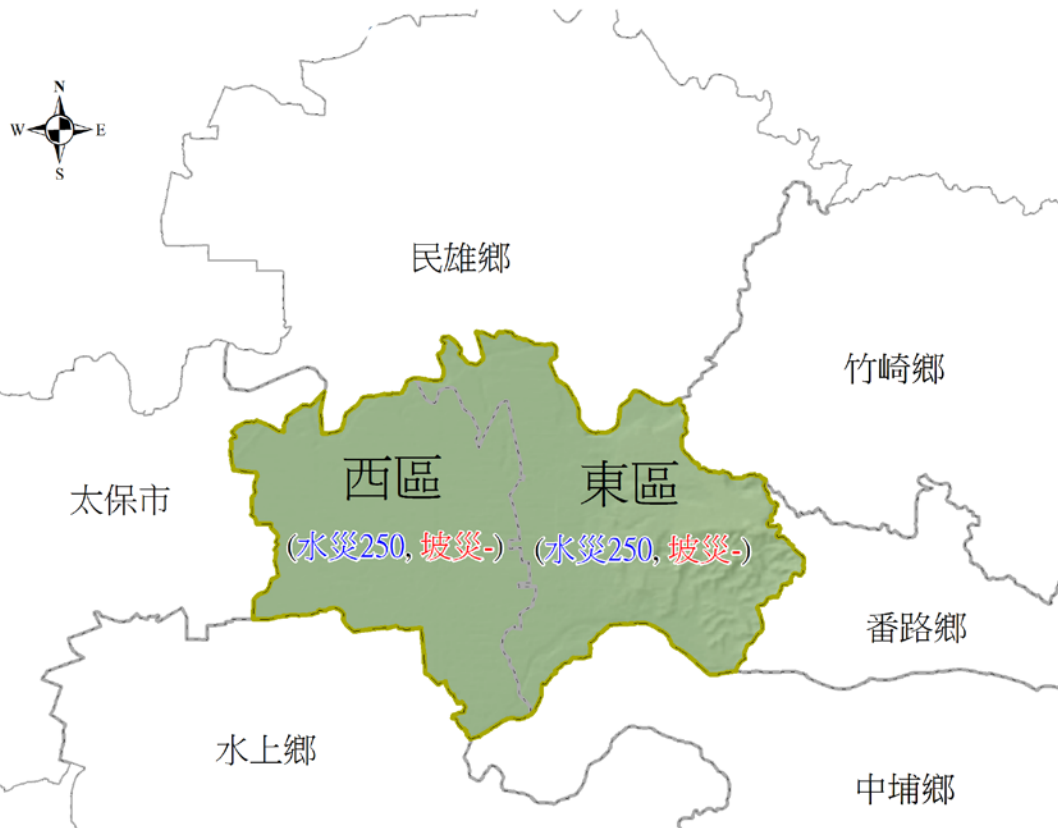 N
W E
S
民雄鄉
竹崎鄉
太保市
西區
東區
(水災250, 坡災-)
(水災250, 坡災-)
番路鄉
水上鄉
中埔鄉